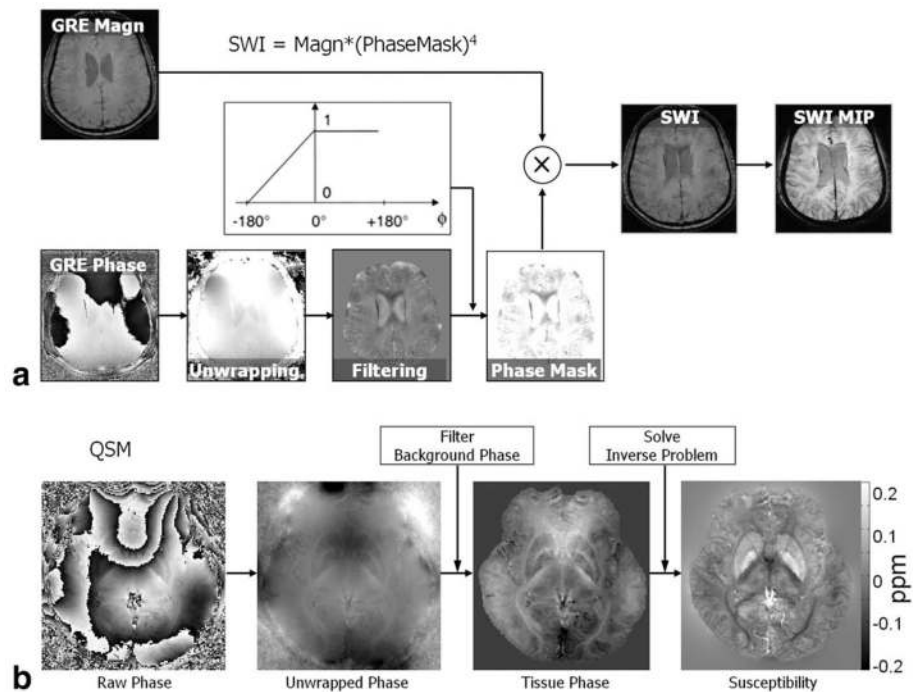 GRE Magn
SWI = Magn*(PhaseMask)⁴
1
0
-180°
0°
+180°
ϕ
SWI
SWI MIP
GRE Phase
Unwrapping
Filtering
Phase Mask
a
QSM
Filter
Background Phase
Solve
Inverse Problem
0.2
0.1
0
-0.1
-0.2
ppm
b
Raw Phase
Unwrapped Phase
Tissue Phase
Susceptibility